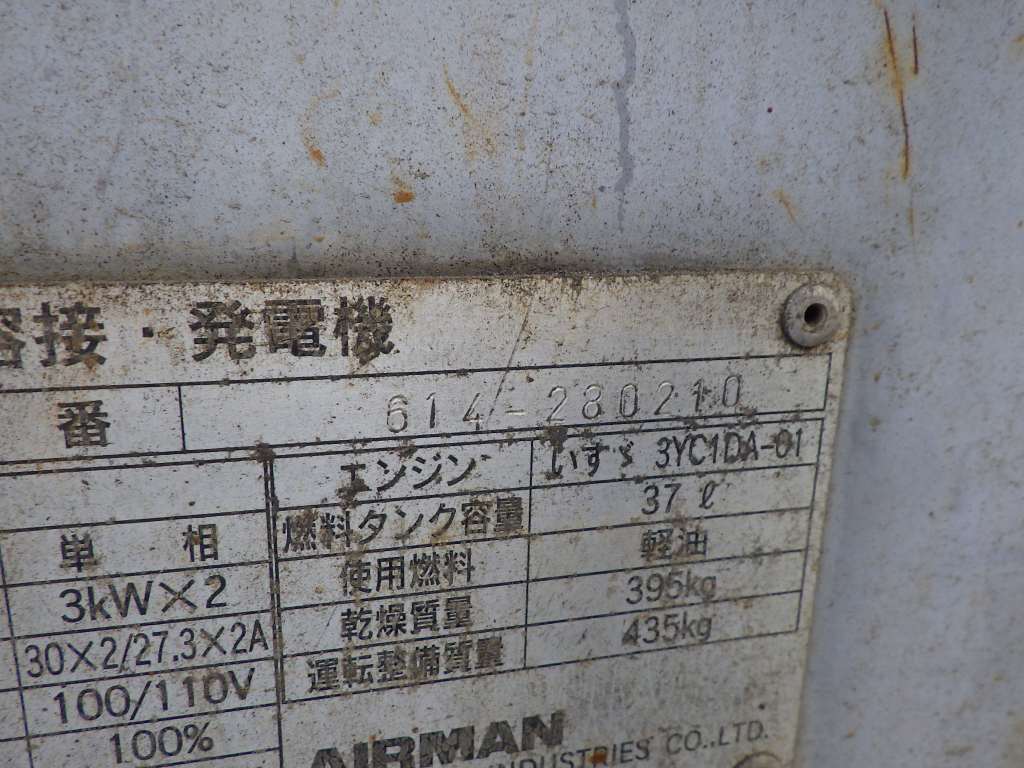 溶接・発電機
番 614-280210
エンジン いすゞ 3YC1DA-01
燃料タンク容量 37ℓ
使用燃料 軽油
乾燥質量 395kg
運転整備質量 435kg
単相
3kW×2
30×2/27.3×2A
100/110V
100%
AIRMAN
INDUSTRIES CO.,LTD.